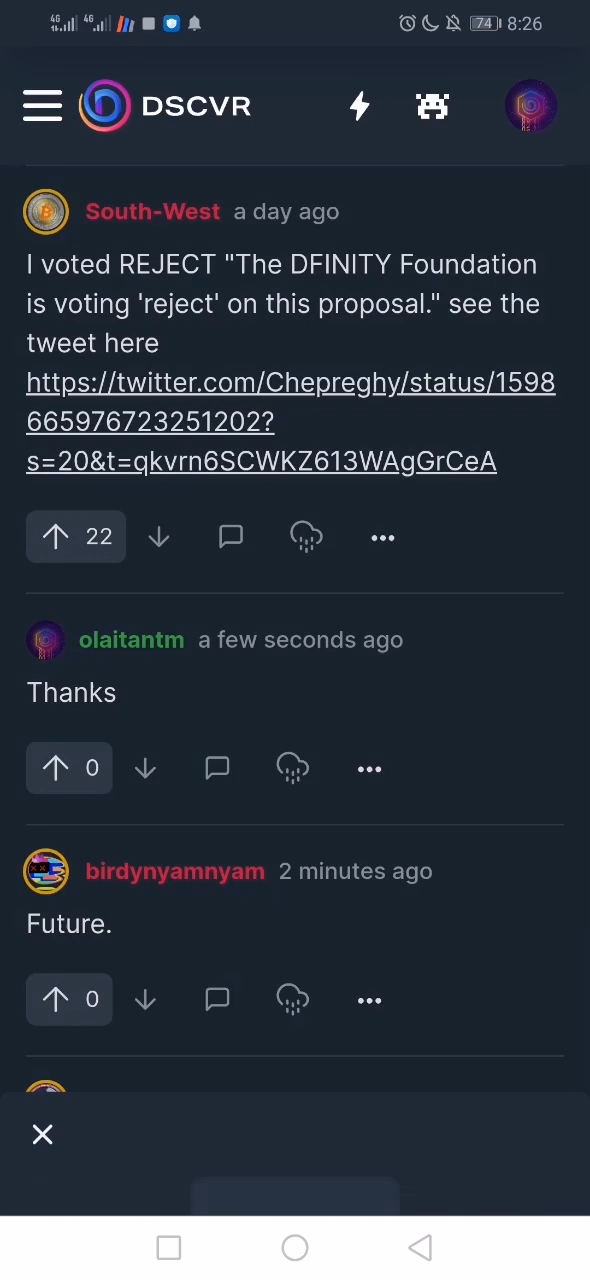 4G 4G 74 8:26
DSCVR
South-West a day ago
I voted REJECT "The DFINITY Foundation
is voting 'reject' on this proposal." see the
tweet here
https://twitter.com/Chepreghy/status/1598
665976723251202?
s=20&t=qkvrn6SCWKZ613WAgGrCeA
22
olaitantm a few seconds ago
Thanks
0
birdynyamnyam 2 minutes ago
Future.
0